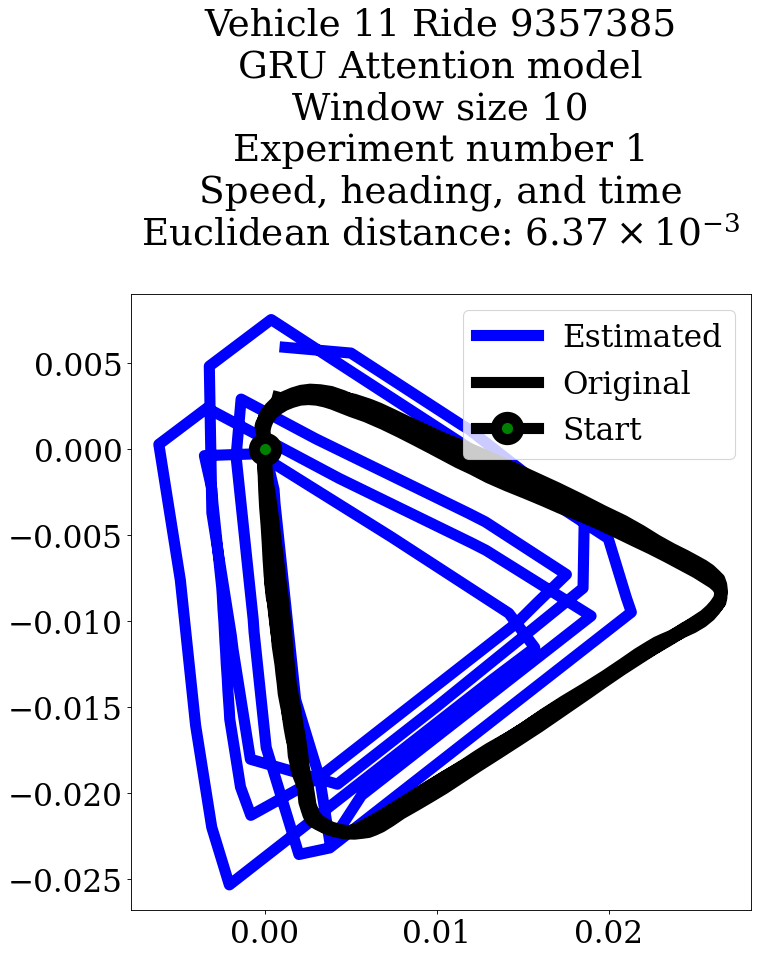 Vehicle 11 Ride 9357385
GRU Attention model
Window size 10
Experiment number 1
Speed, heading, and time
Euclidean distance: 6.37 × 10⁻³
Estimated
Original
Start
0.005
0.000
−0.005
−0.010
−0.015
−0.020
−0.025
0.00 0.01 0.02